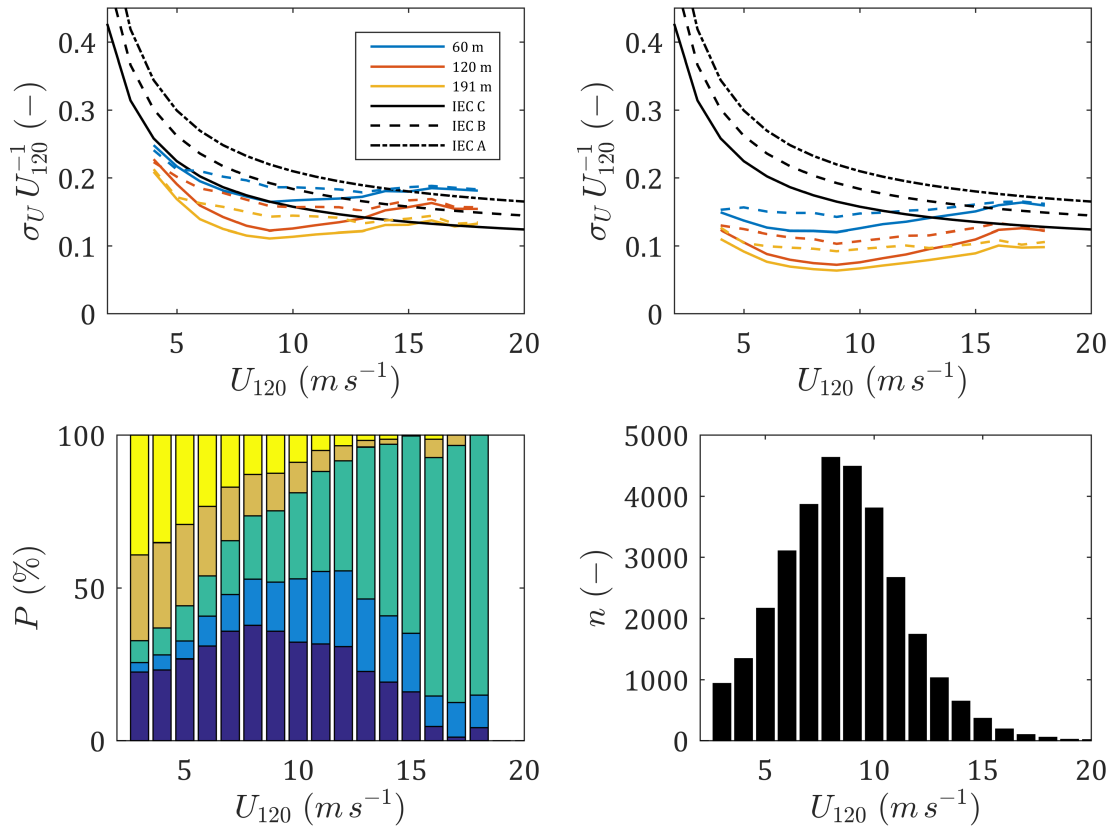 0.4
0.3
0.2
0.1
0
σ_U U_120^{-1} (−)
60 m
120 m
191 m
IEC C
IEC B
IEC A
5 10 15 20
U_120 (m s^{-1})
0.4
0.3
0.2
0.1
0
σ_U U_120^{-1} (−)
5 10 15 20
U_120 (m s^{-1})
100
50
0
P (%)
5 10 15 20
U_120 (m s^{-1})
5000
4000
3000
2000
1000
0
n (−)
5 10 15 20
U_120 (m s^{-1})